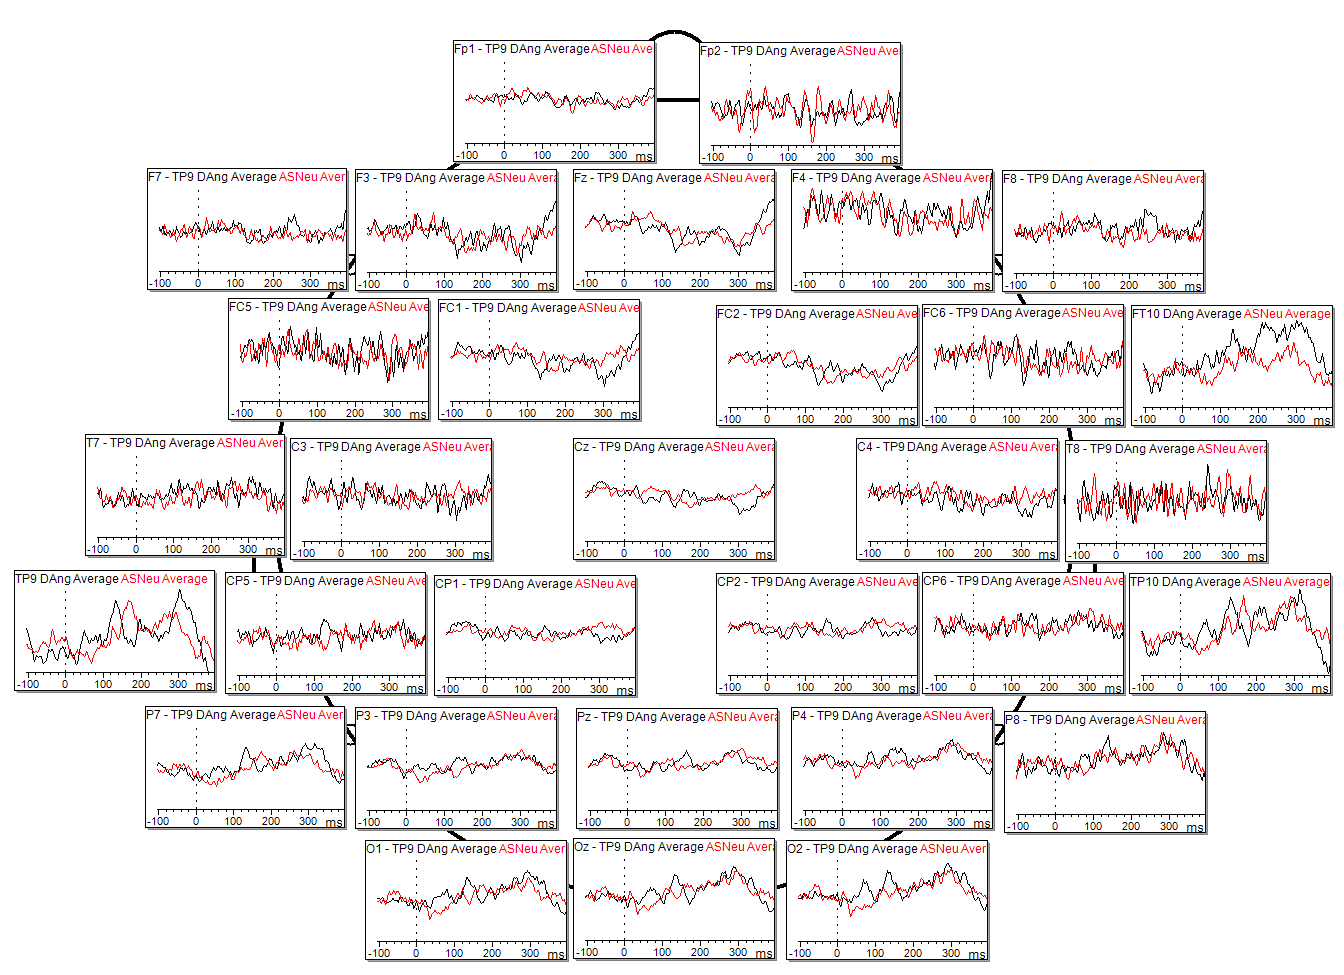 Fp1 - TP9 DAng Average ASNeu Ave
-100 0 100 200 300 ms
Fp2 - TP9 DAng Average ASNeu Ave
-100 0 100 200 300 ms
F7 - TP9 DAng Average ASNeu Aver
-100 0 100 200 300 ms
F3 - TP9 DAng Average ASNeu Avera
-100 0 100 200 300 ms
Fz - TP9 DAng Average ASNeu Avera
-100 0 100 200 300 ms
F4 - TP9 DAng Average ASNeu Avera
-100 0 100 200 300 ms
F8 - TP9 DAng Average ASNeu Avera
-100 0 100 200 300 ms
FC5 - TP9 DAng Average ASNeu Ave
-100 0 100 200 300 ms
FC1 - TP9 DAng Average ASNeu Ave
-100 0 100 200 300 ms
FC2 - TP9 DAng Average ASNeu Ave
-100 0 100 200 300 ms
FC6 - TP9 DAng Average ASNeu Ave
-100 0 100 200 300 ms
FT10 DAng Average ASNeu Average
-100 0 100 200 300 ms
T7 - TP9 DAng Average ASNeu Aver
-100 0 100 200 300 ms
C3 - TP9 DAng Average ASNeu Avera
-100 0 100 200 300 ms
Cz - TP9 DAng Average ASNeu Avera
-100 0 100 200 300 ms
C4 - TP9 DAng Average ASNeu Avera
-100 0 100 200 300 ms
T8 - TP9 DAng Average ASNeu Avera
-100 0 100 200 300 ms
TP9 DAng Average ASNeu Average
-100 0 100 200 300 ms
CP5 - TP9 DAng Average ASNeu Ave
-100 0 100 200 300 ms
CP1 - TP9 DAng Average ASNeu Ave
-100 0 100 200 300 ms
CP2 - TP9 DAng Average ASNeu Ave
-100 0 100 200 300 ms
CP6 - TP9 DAng Average ASNeu Ave
-100 0 100 200 300 ms
TP10 DAng Average ASNeu Average
-100 0 100 200 300 ms
P7 - TP9 DAng Average ASNeu Aver
-100 0 100 200 300 ms
P3 - TP9 DAng Average ASNeu Avera
-100 0 100 200 300 ms
Pz - TP9 DAng Average ASNeu Avera
-100 0 100 200 300 ms
P4 - TP9 DAng Average ASNeu Avera
-100 0 100 200 300 ms
P8 - TP9 DAng Average ASNeu Avera
-100 0 100 200 300 ms
O1 - TP9 DAng Average ASNeu Aver
-100 0 100 200 300 ms
Oz - TP9 DAng Average ASNeu Avera
-100 0 100 200 300 ms
O2 - TP9 DAng Average ASNeu Aver
-100 0 100 200 300 ms